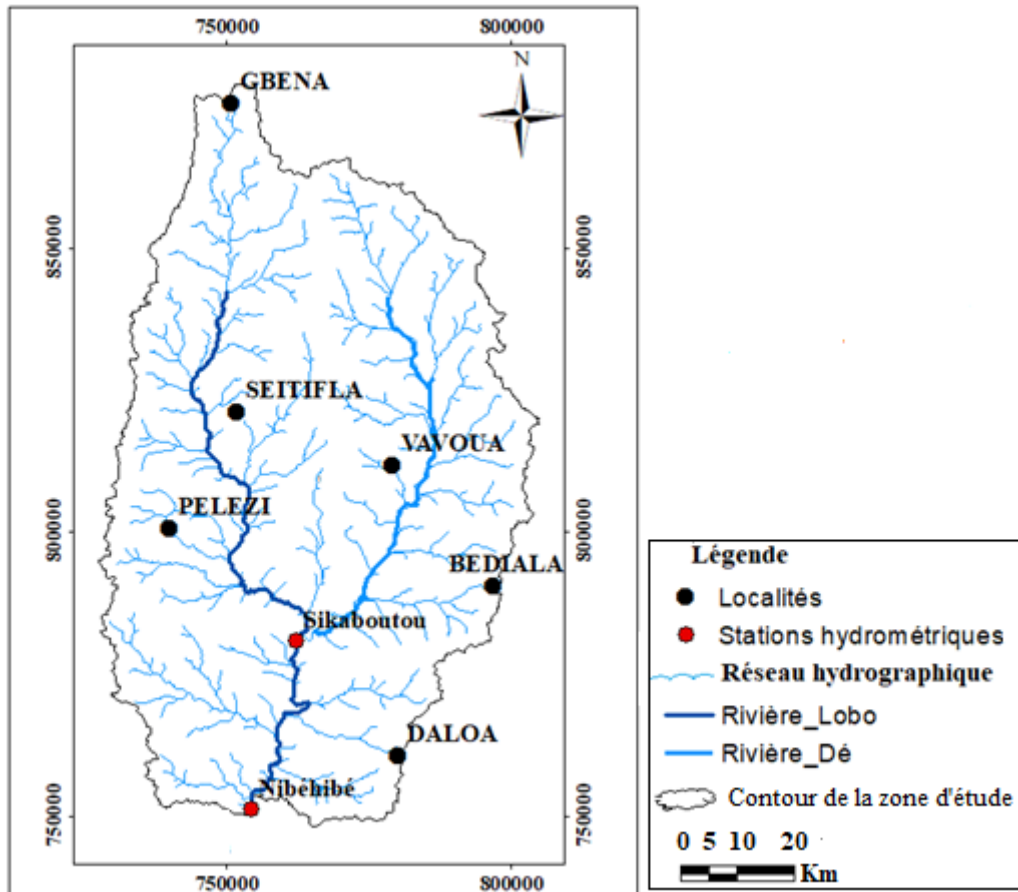 750000 800000
N
GBENA
850000 850000
SEITIFLA
VAVOUA
PELEZI
800000 800000
BEDIALA
Sikaboutou
DALOA
Nibéhibé
750000 750000
750000 800000
Légende
Localités
Stations hydrométriques
Réseau hydrographique
Rivière_Lobo
Rivière_Dé
Contour de la zone d'étude
0 5 10 20
Km